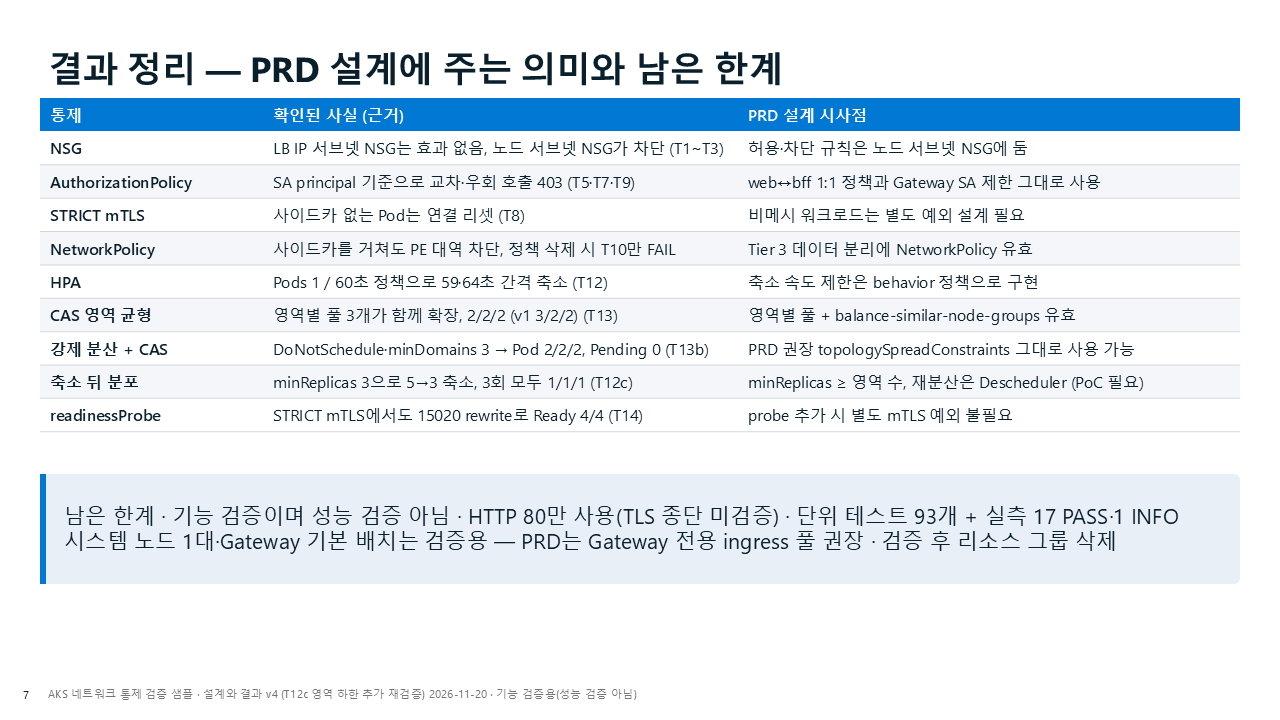 결과 정리 — PRD 설계에 주는 의미와 남은 한계
통제 확인된 사실 (근거) PRD 설계 시사점
NSG LB IP 서브넷 NSG는 효과 없음, 노드 서브넷 NSG가 차단 (T1~T3) 허용·차단 규칙은 노드 서브넷 NSG에 둠
AuthorizationPolicy SA principal 기준으로 교차·우회 호출 403 (T5·T7·T9) web↔bff 1:1 정책과 Gateway SA 제한 그대로 사용
STRICT mTLS 사이드카 없는 Pod는 연결 리셋 (T8) 비메시 워크로드는 별도 예외 설계 필요
NetworkPolicy 사이드카를 거쳐도 PE 대역 차단, 정책 삭제 시 T10만 FAIL Tier 3 데이터 분리에 NetworkPolicy 유효
HPA Pods 1 / 60초 정책으로 59·64초 간격 축소 (T12) 축소 속도 제한은 behavior 정책으로 구현
CAS 영역 균형 영역별 풀 3개가 함께 확장, 2/2/2 (v1 3/2/2) (T13) 영역별 풀 + balance-similar-node-groups 유효
강제 분산 + CAS DoNotSchedule·minDomains 3 → Pod 2/2/2, Pending 0 (T13b) PRD 권장 topologySpreadConstraints 그대로 사용 가능
축소 뒤 분포 minReplicas 3으로 5→3 축소, 3회 모두 1/1/1 (T12c) minReplicas ≥ 영역 수, 재분산은 Descheduler (PoC 필요)
readinessProbe STRICT mTLS에서도 15020 rewrite로 Ready 4/4 (T14) probe 추가 시 별도 mTLS 예외 불필요
남은 한계 · 기능 검증이며 성능 검증 아님 · HTTP 80만 사용(TLS 종단 미검증) · 단위 테스트 93개 + 실측 17 PASS·1 INFO
시스템 노드 1대·Gateway 기본 배치는 검증용 — PRD는 Gateway 전용 ingress 풀 권장 · 검증 후 리소스 그룹 삭제
7 AKS 네트워크 통제 검증 샘플 · 설계와 결과 v4 (T12c 영역 하한 추가 재검증) 2026-11-20 · 기능 검증용(성능 검증 아님)